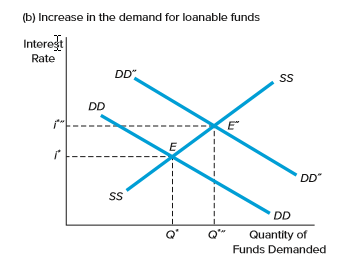 (b) Increase in the demand for loanable funds
Interest
Rate
DD″
SS
DD
i*″
E″
E
i*
DD″
SS
DD
Q*
Q*″
Quantity of
Funds Demanded